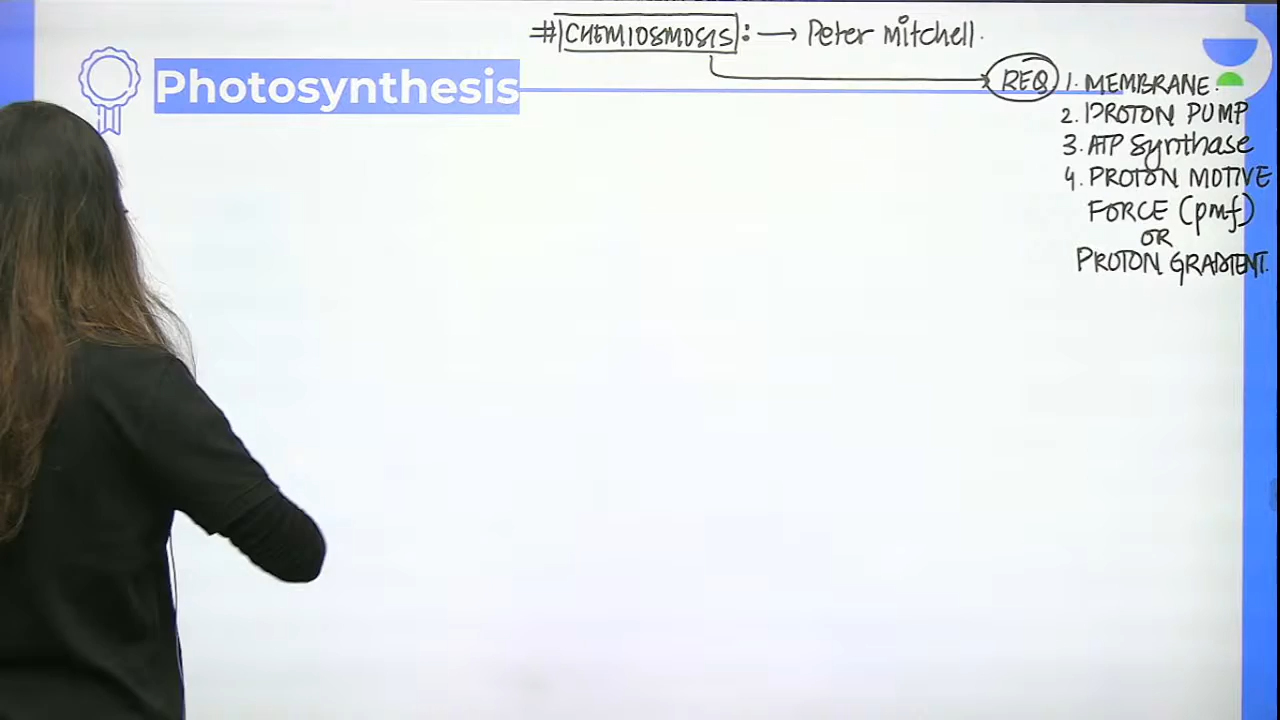 #CHEMIOSMOSIS: → Peter Mitchell.
Photosynthesis
REQ 1. MEMBRANE.
2. PROTON PUMP
3. ATP Synthase
4. PROTON MOTIVE
FORCE (pmf)
OR
PROTON GRADIENT.